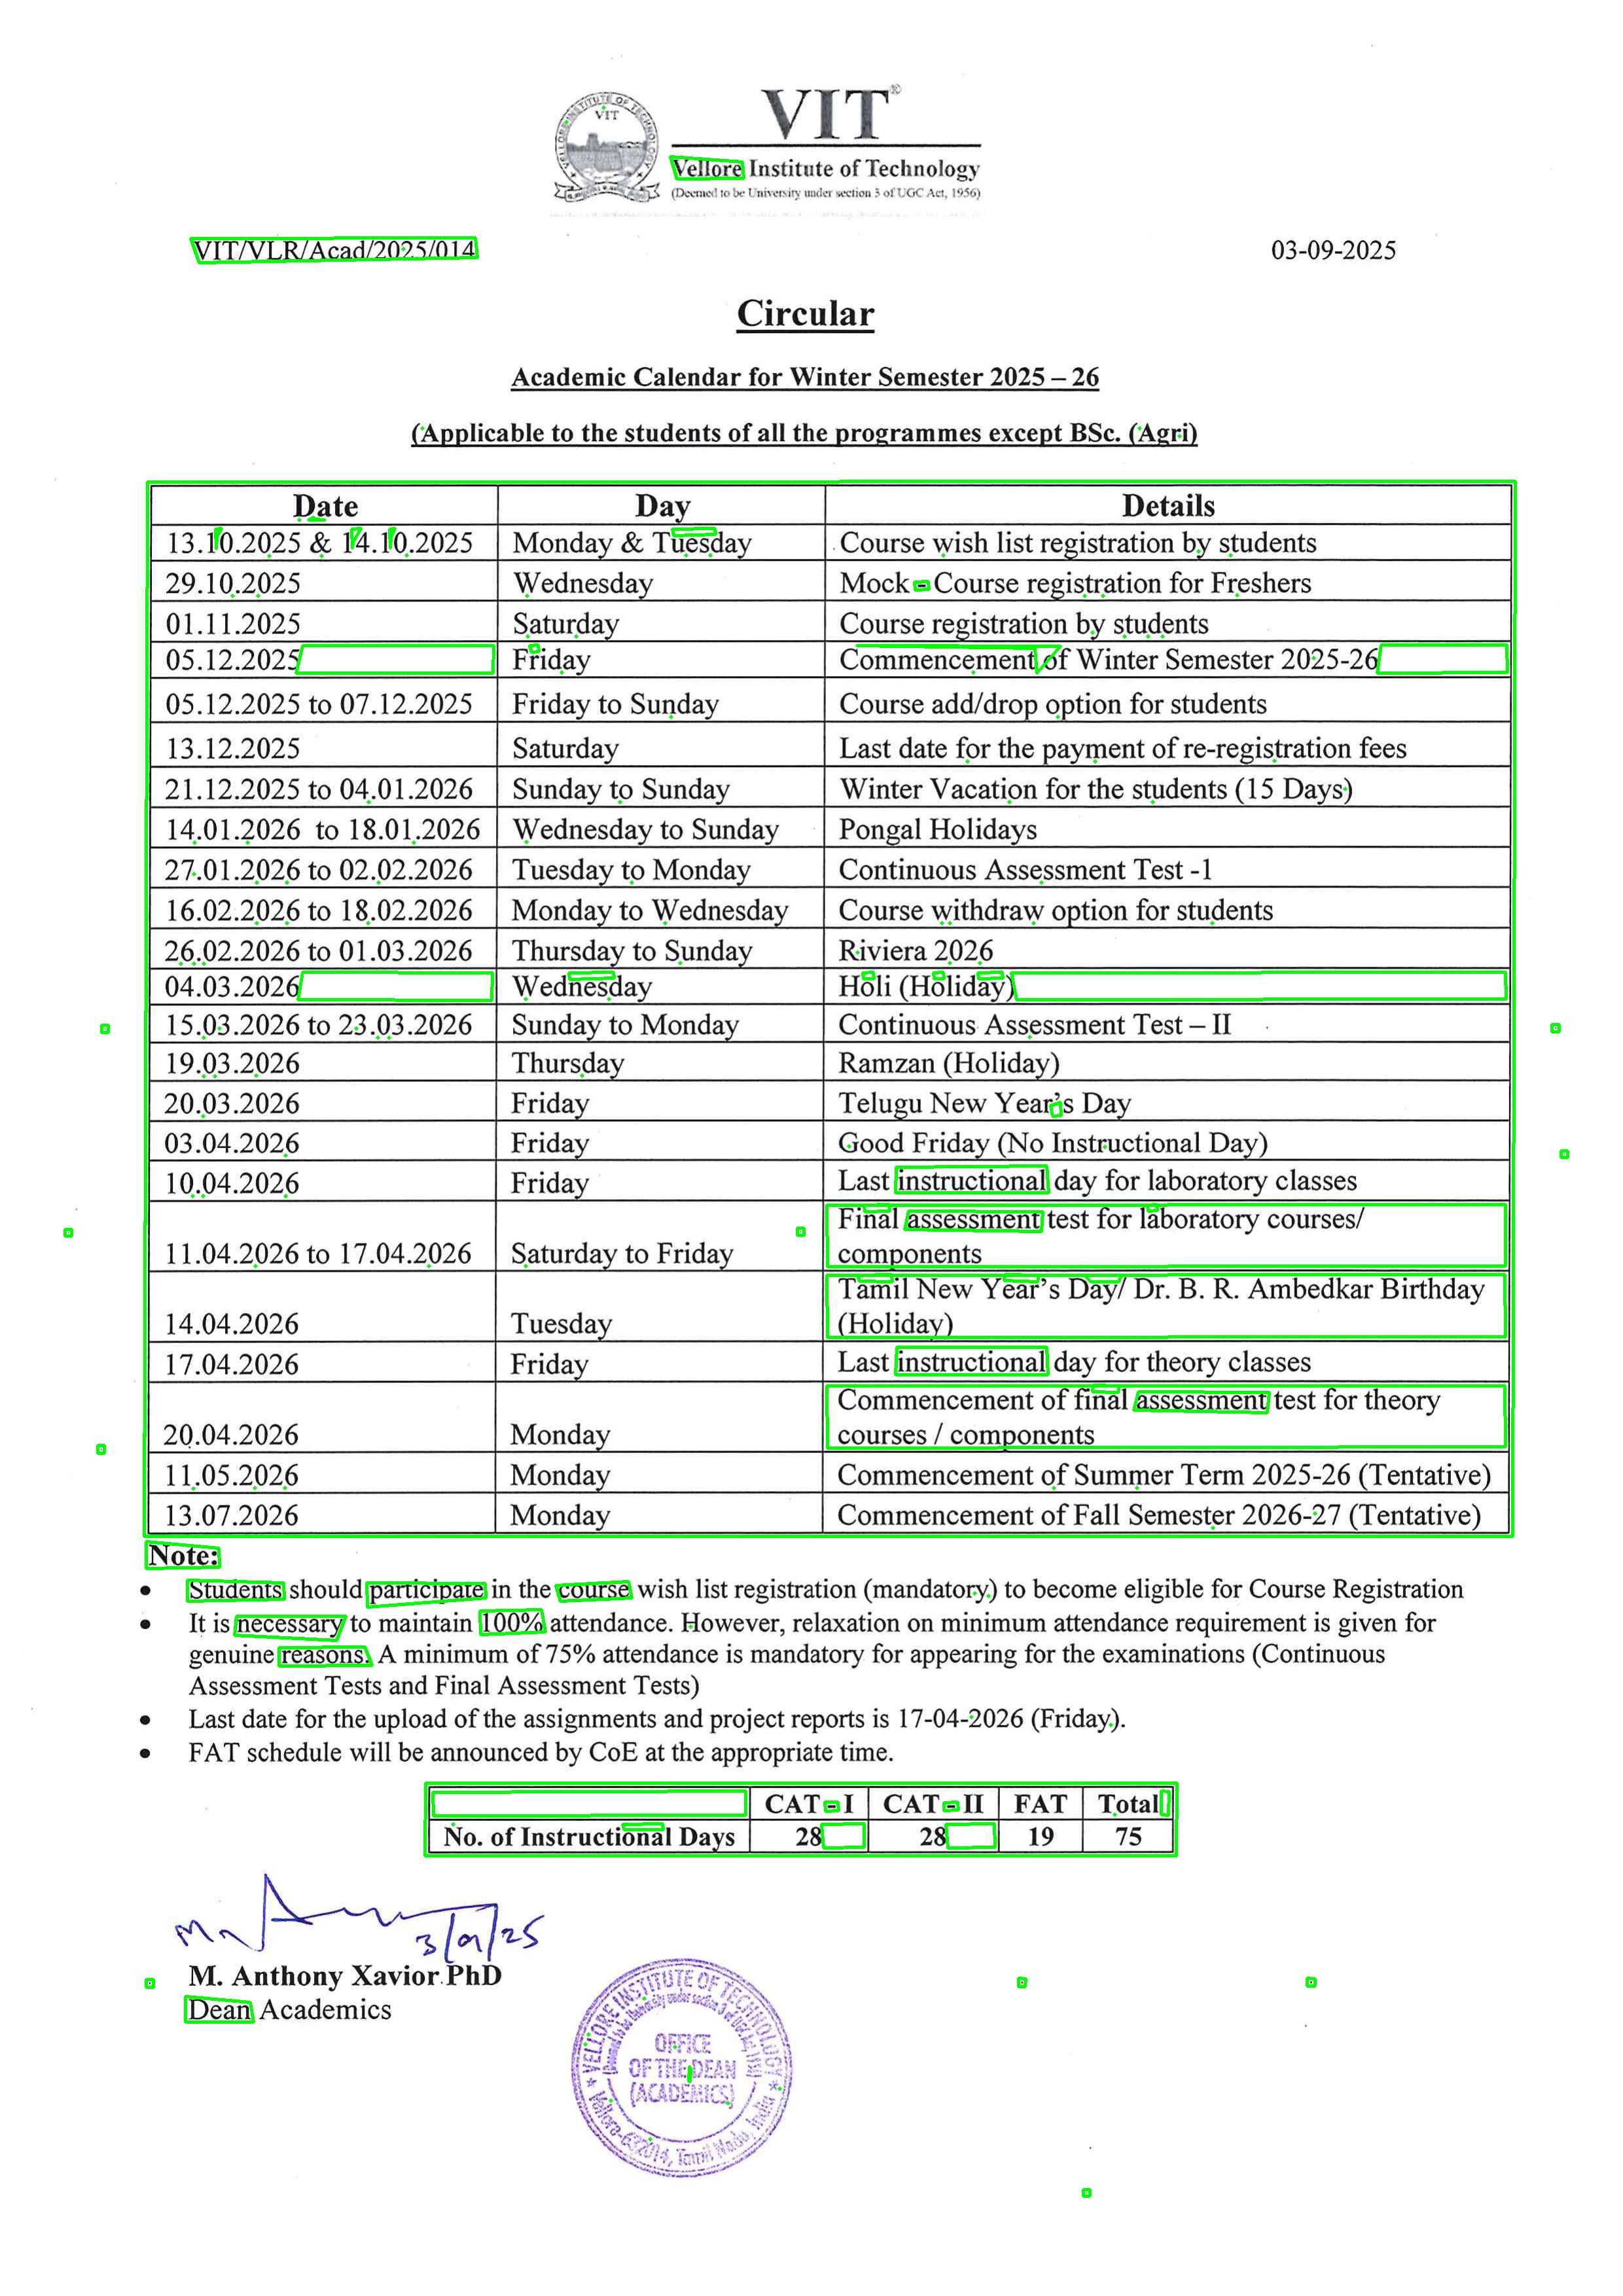 VELLORE INSTITUTE OF TECHNOLOGY
VIT
VIT®
Vellore Institute of Technology
(Deemed to be University under section 3 of UGC Act, 1956)
VIT/VLR/Acad/2025/014 03-09-2025
Circular
Academic Calendar for Winter Semester 2025 – 26
(Applicable to the students of all the programmes except BSc. (Agri)
Date Day Details
13.10.2025 & 14.10.2025 Monday & Tuesday Course wish list registration by students
29.10.2025 Wednesday Mock - Course registration for Freshers
01.11.2025 Saturday Course registration by students
05.12.2025 Friday Commencement of Winter Semester 2025-26
05.12.2025 to 07.12.2025 Friday to Sunday Course add/drop option for students
13.12.2025 Saturday Last date for the payment of re-registration fees
21.12.2025 to 04.01.2026 Sunday to Sunday Winter Vacation for the students (15 Days)
14.01.2026 to 18.01.2026 Wednesday to Sunday Pongal Holidays
27.01.2026 to 02.02.2026 Tuesday to Monday Continuous Assessment Test -1
16.02.2026 to 18.02.2026 Monday to Wednesday Course withdraw option for students
26.02.2026 to 01.03.2026 Thursday to Sunday Riviera 2026
04.03.2026 Wednesday Holi (Holiday)
15.03.2026 to 23.03.2026 Sunday to Monday Continuous Assessment Test – II
19.03.2026 Thursday Ramzan (Holiday)
20.03.2026 Friday Telugu New Year's Day
03.04.2026 Friday Good Friday (No Instructional Day)
10.04.2026 Friday Last instructional day for laboratory classes
11.04.2026 to 17.04.2026 Saturday to Friday Final assessment test for laboratory courses/
components
14.04.2026 Tuesday Tamil New Year's Day/ Dr. B. R. Ambedkar Birthday
(Holiday)
17.04.2026 Friday Last instructional day for theory classes
20.04.2026 Monday Commencement of final assessment test for theory
courses / components
11.05.2026 Monday Commencement of Summer Term 2025-26 (Tentative)
13.07.2026 Monday Commencement of Fall Semester 2026-27 (Tentative)
Note:
• Students should participate in the course wish list registration (mandatory) to become eligible for Course Registration
• It is necessary to maintain 100% attendance. However, relaxation on minimum attendance requirement is given for
genuine reasons. A minimum of 75% attendance is mandatory for appearing for the examinations (Continuous
Assessment Tests and Final Assessment Tests)
• Last date for the upload of the assignments and project reports is 17-04-2026 (Friday).
• FAT schedule will be announced by CoE at the appropriate time.
CAT - I CAT - II FAT Total
No. of Instructional Days 28 28 19 75
3/09/25
M. Anthony Xavior PhD
Dean Academics
VELLORE INSTITUTE OF TECHNOLOGY
(Deemed to be University under section 3 of UGC Act 1956)
OFFICE
OF THE DEAN
(ACADEMICS)
Vellore-632014, Tamil Nadu, India